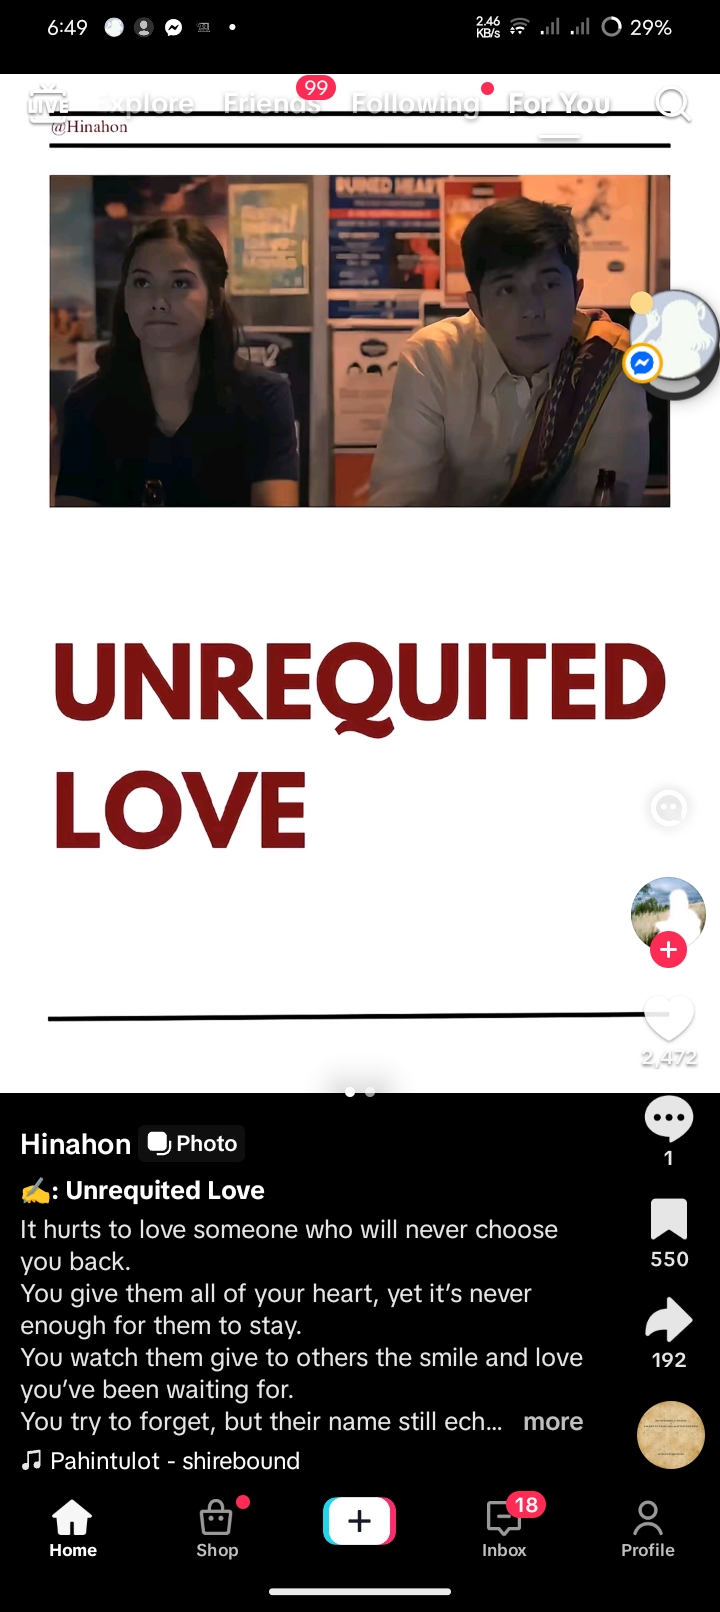 6:49
2.46
KB/s
29%
LIVE
Explore
Friends
99
Following
For You
@Hinahon
RUINED HEART
UNREQUITED
LOVE
2,472
Hinahon
Photo
✍️: Unrequited Love
It hurts to love someone who will never choose
you back.
You give them all of your heart, yet it’s never
enough for them to stay.
You watch them give to others the smile and love
you’ve been waiting for.
You try to forget, but their name still ech... more
Pahintulot - shirebound
1
550
192
Home
Shop
18
Inbox
Profile